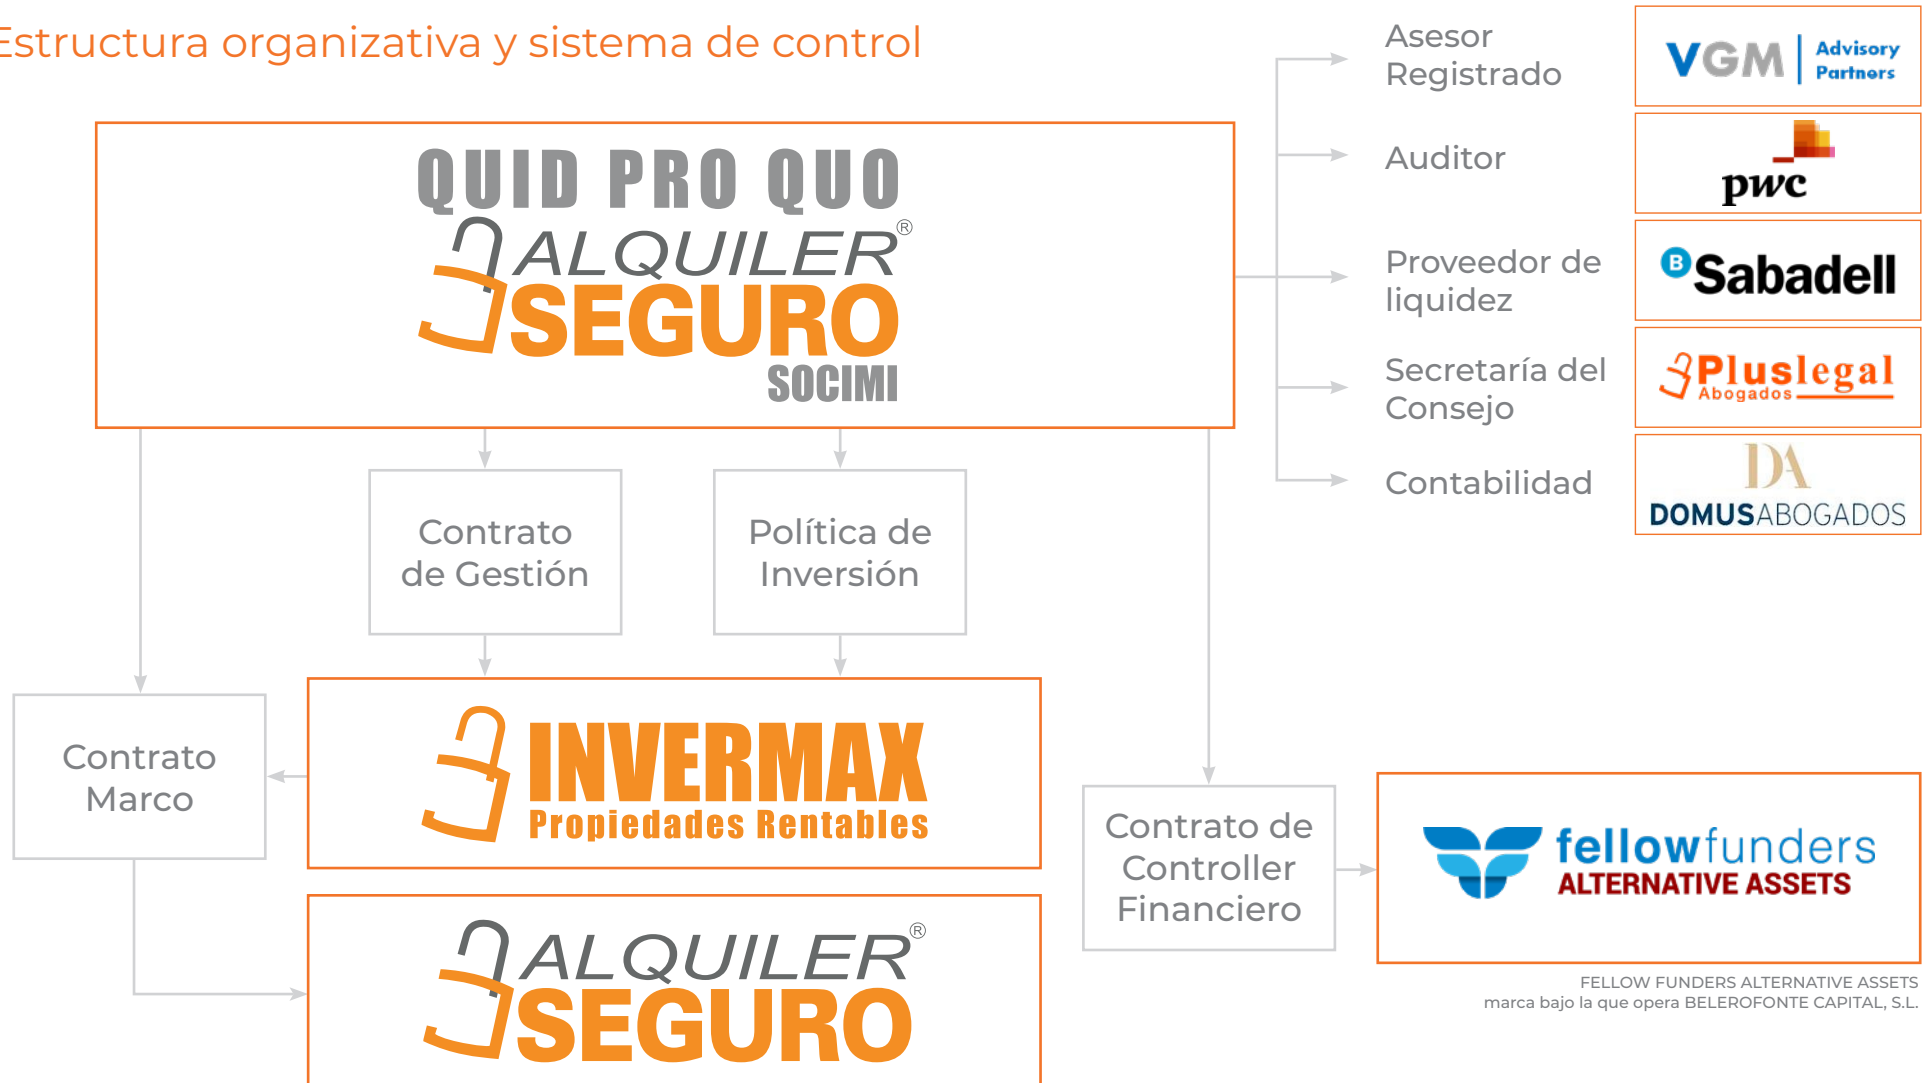 Estructura organizativa y sistema de control
QUID PRO QUO
ALQUILER®
SEGURO
SOCIMI
Asesor
Registrado
VGM
Advisory
Partners
Auditor
pwc
Proveedor de
liquidez
B
Sabadell
Secretaría del
Consejo
Pluslegal
Abogados
Contabilidad
DA
DOMUSABOGADOS
Contrato
de Gestión
Política de
Inversión
Contrato
Marco
INVERMAX
Propiedades Rentables
ALQUILER®
SEGURO
Contrato de
Controller
Financiero
fellowfunders
ALTERNATIVE ASSETS
FELLOW FUNDERS ALTERNATIVE ASSETS
marca bajo la que opera BELEROFONTE CAPITAL, S.L.